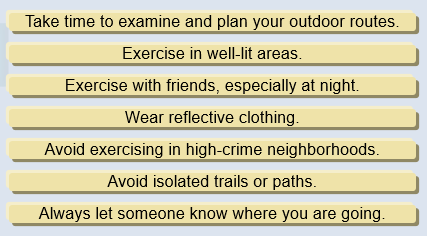 Take time to examine and plan your outdoor routes.
Exercise in well-lit areas.
Exercise with friends, especially at night.
Wear reflective clothing.
Avoid exercising in high-crime neighborhoods.
Avoid isolated trails or paths.
Always let someone know where you are going.